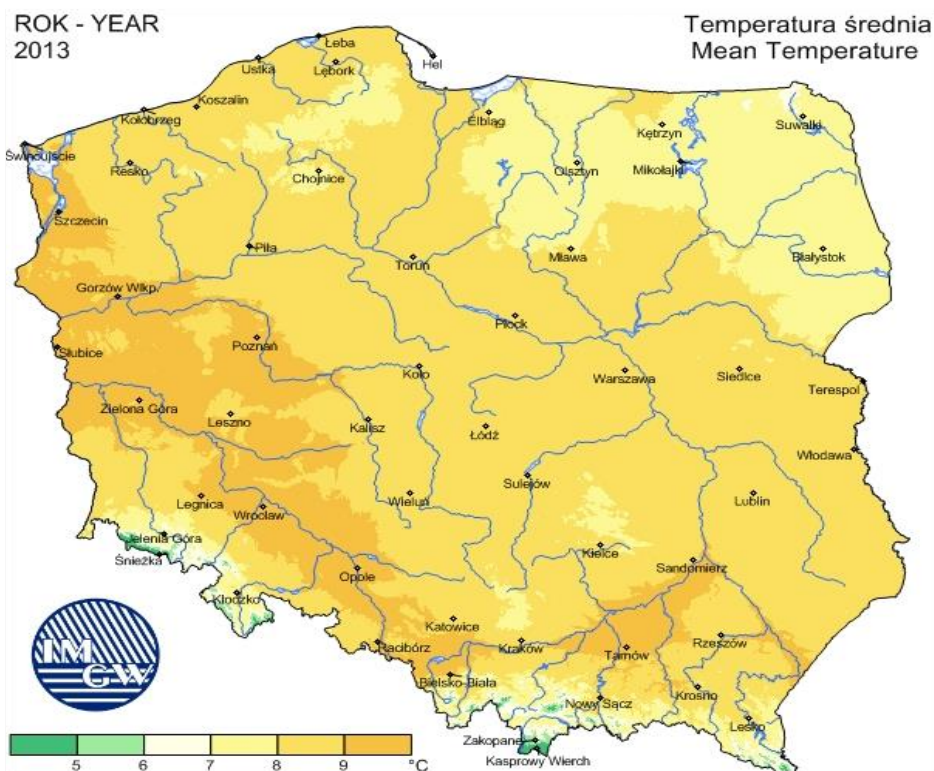 ROK - YEAR
2013
Temperatura średnia
Mean Temperature
Łeba
Ustka
Lębork
Hel
Koszalin
Kołobrzeg
Elbląg
Kętrzyn
Suwałki
Świnoujście
Resko
Chojnice
Olsztyn
Mikołajki
Szczecin
Piła
Toruń
Mława
Białystok
Gorzów Wlkp.
Płock
Słubice
Poznań
Koło
Warszawa
Siedlce
Terespol
Zielona Góra
Leszno
Kalisz
Łódź
Włodawa
Sulejów
Legnica
Wrocław
Wieluń
Lublin
Jelenia Góra
Śnieżka
Kielce
Sandomierz
Opole
Kłodzko
Katowice
Racibórz
Kraków
Tarnów
Rzeszów
Bielsko-Biała
Nowy Sącz
Krosno
Lesko
Zakopane
Kasprowy Wierch
IM
GW
5 6 7 8 9 °C